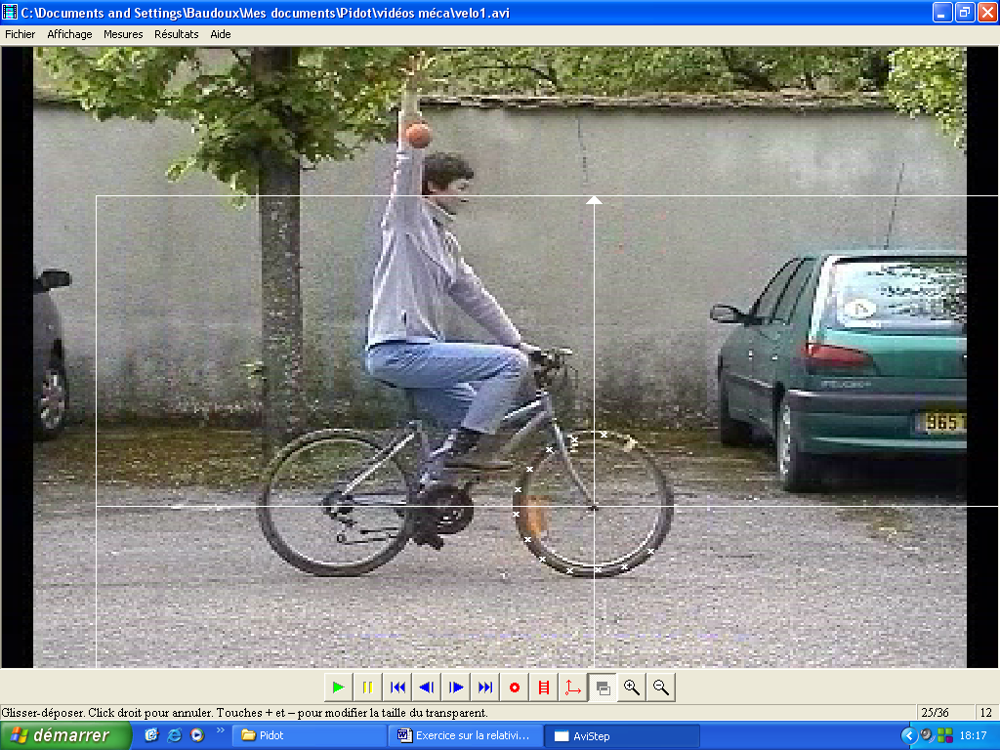 C:\Documents and Settings\Baudoux\Mes documents\Pidot\vidéos méca\velo1.avi
Fichier Affichage Mesures Résultats Aide
965
Glisser-déposer. Click droit pour annuler. Touches + et – pour modifier la taille du transparent. 25/36 12
démarrer » Pidot Exercice sur la relativi... AviStep 18:17